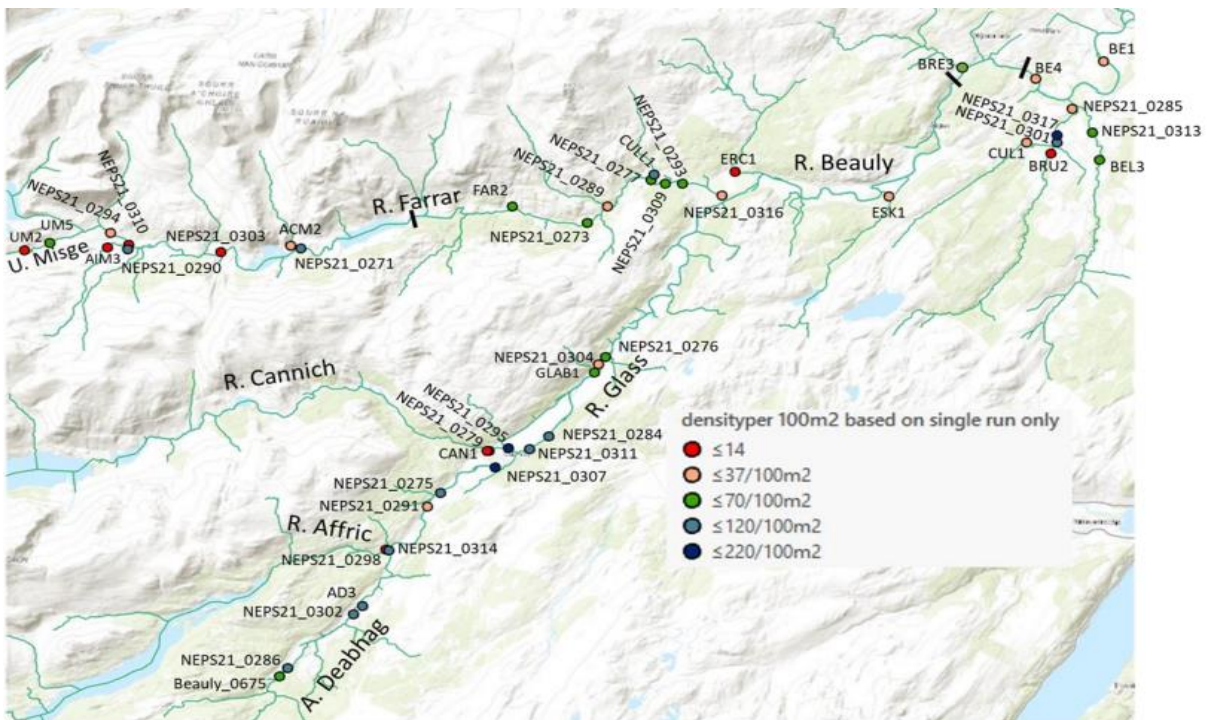 BE1
BRE3
BE4
NEPS21_0285
NEPS21_0317
NEPS21_0301
NEPS21_0313
CUL1
BRU2
BEL3
R. Beauly
ERC1
ESK1
NEPS21_0316
NEPS21_0293
CULL1
NEPS21_0277
NEPS21_0309
NEPS21_0289
R. Farrar
FAR2
NEPS21_0273
NEPS21_0310
NEPS21_0294
UM5
UM2
U. Misge
AIM3
NEPS21_0290
NEPS21_0303
ACM2
NEPS21_0271
NEPS21_0304
NEPS21_0276
GLAB1
R. Glass
R. Cannich
NEPS21_0295
NEPS21_0279
CAN1
NEPS21_0284
NEPS21_0311
NEPS21_0307
NEPS21_0275
NEPS21_0291
R. Affric
NEPS21_0314
NEPS21_0298
AD3
NEPS21_0302
NEPS21_0286
Beauly_0675
A. Deabhag
densityper 100m2 based on single run only
≤14
≤37/100m2
≤70/100m2
≤120/100m2
≤220/100m2